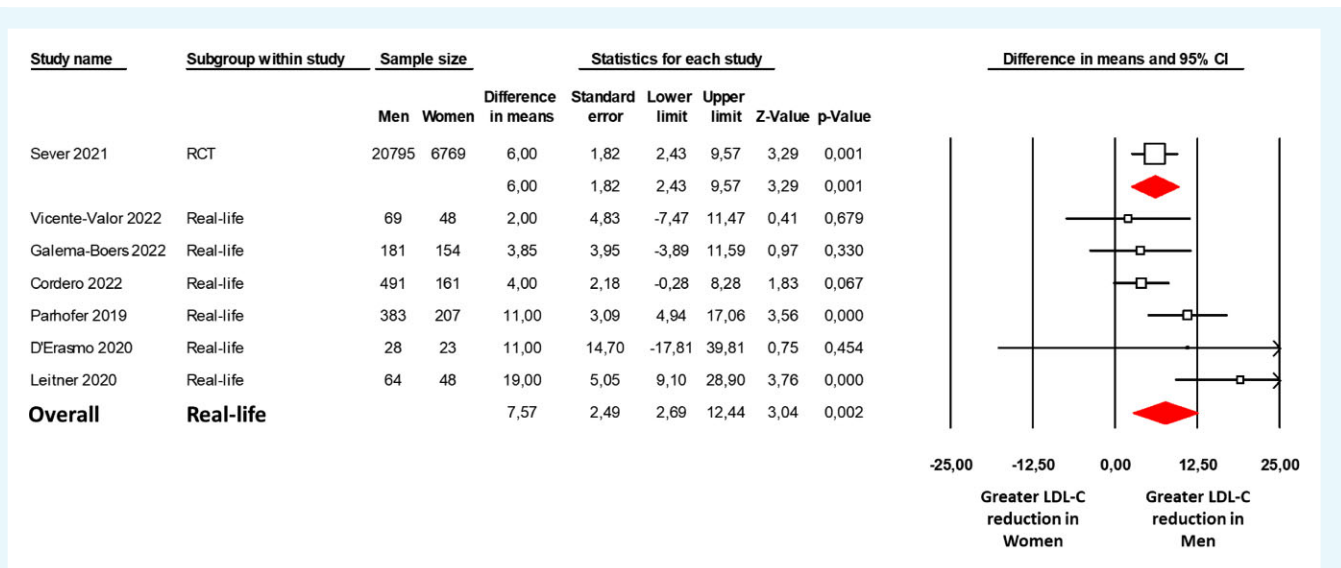 Study name Subgroup within study Sample size Statistics for each study Difference in means and 95% CI
Men Women Difference in means Standard error Lower limit Upper limit Z-Value p-Value
Sever 2021 RCT 20795 6769 6,00 1,82 2,43 9,57 3,29 0,001
6,00 1,82 2,43 9,57 3,29 0,001
Vicente-Valor 2022 Real-life 69 48 2,00 4,83 -7,47 11,47 0,41 0,679
Galema-Boers 2022 Real-life 181 154 3,85 3,95 -3,89 11,59 0,97 0,330
Cordero 2022 Real-life 491 161 4,00 2,18 -0,28 8,28 1,83 0,067
Parhofer 2019 Real-life 383 207 11,00 3,09 4,94 17,06 3,56 0,000
D'Erasmo 2020 Real-life 28 23 11,00 14,70 -17,81 39,81 0,75 0,454
Leitner 2020 Real-life 64 48 19,00 5,05 9,10 28,90 3,76 0,000
Overall Real-life 7,57 2,49 2,69 12,44 3,04 0,002
-25,00 -12,50 0,00 12,50 25,00
Greater LDL-C
reduction in
Women
Greater LDL-C
reduction in
Men